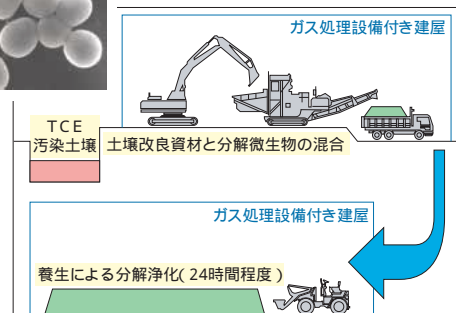 ガス処理設備付き建屋
TCE
汚染土壌
土壌改良資材と分解微生物の混合
ガス処理設備付き建屋
養生による分解浄化(24時間程度)